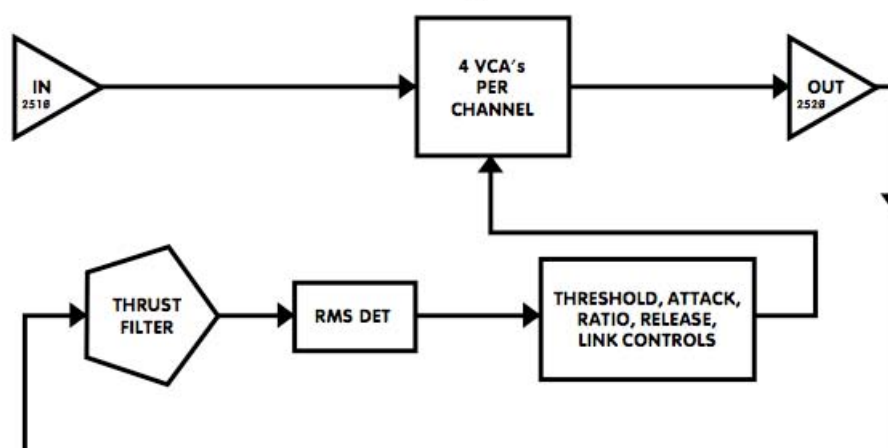 IN
2510
4 VCA's
PER
CHANNEL
OUT
2520
THRUST
FILTER
RMS DET
THRESHOLD, ATTACK,
RATIO, RELEASE,
LINK CONTROLS